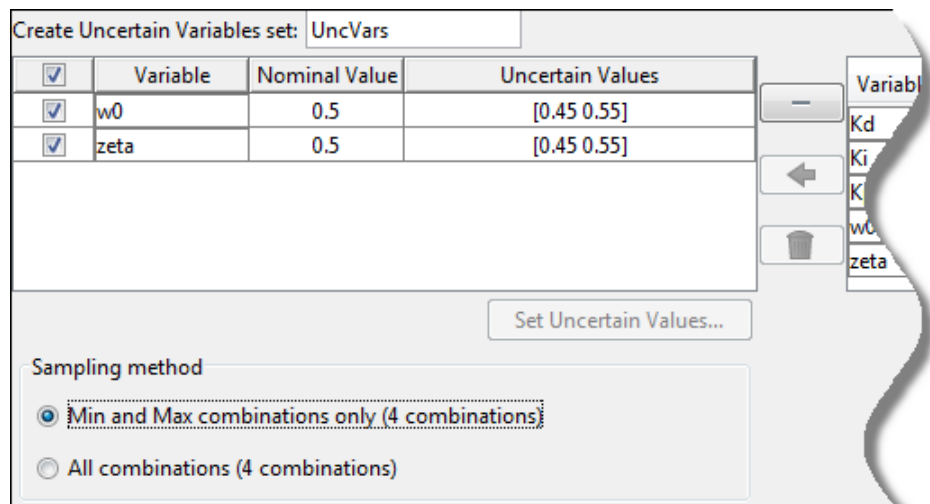 Create Uncertain Variables set: UncVars
Variable Nominal Value Uncertain Values
w0 0.5 [0.45 0.55]
zeta 0.5 [0.45 0.55]
Set Uncertain Values...
Sampling method
Min and Max combinations only (4 combinations)
All combinations (4 combinations)
Variabl
Kd
Ki
K
w0
zeta